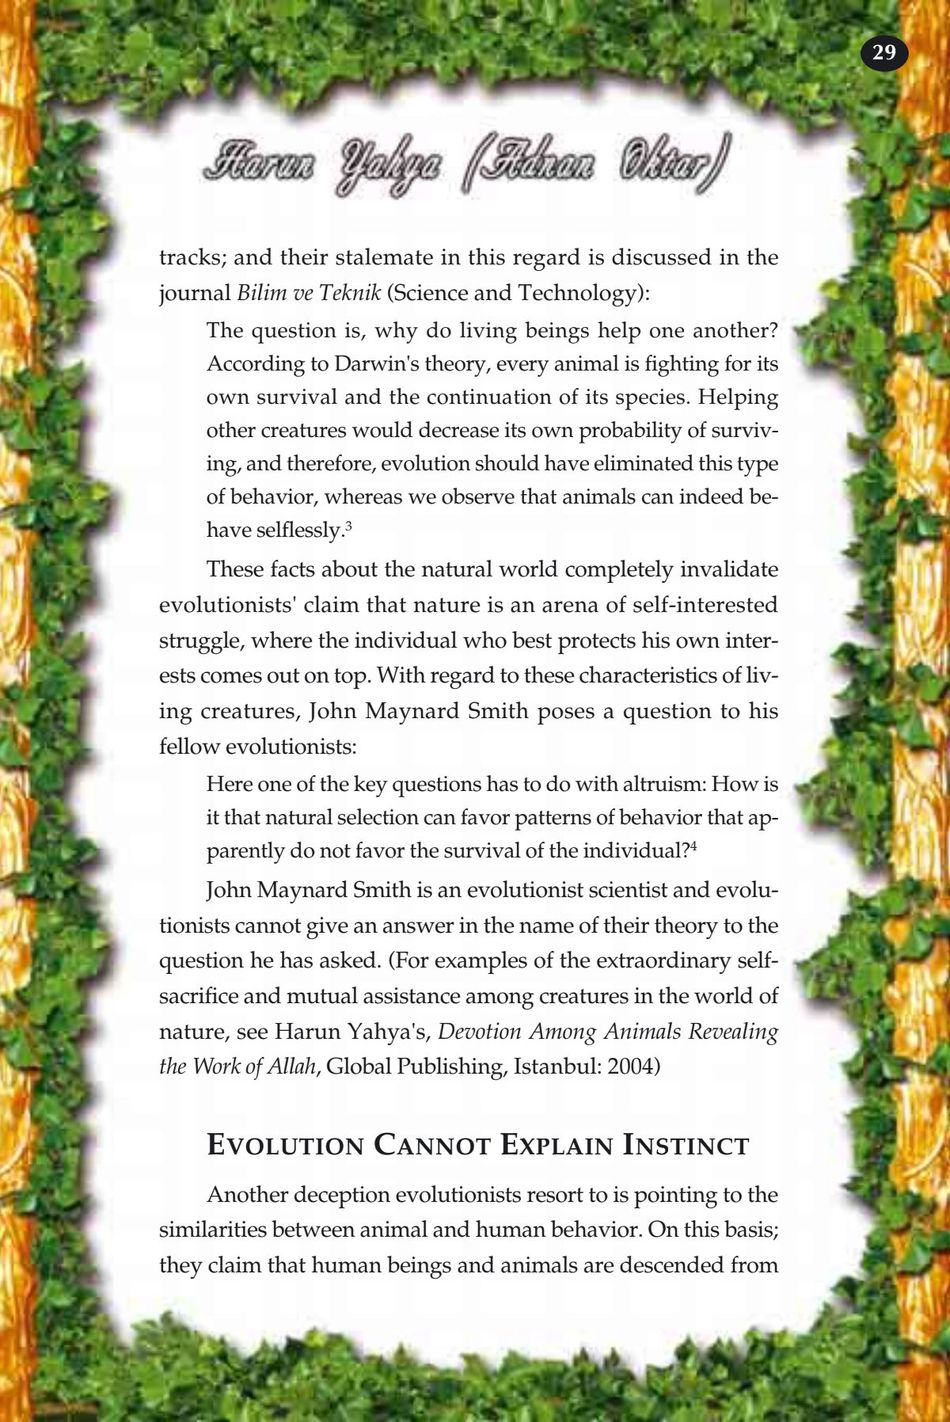 29
Harun Yahya (Adnan Oktar)
tracks; and their stalemate in this regard is discussed in the
journal Bilim ve Teknik (Science and Technology):
The question is, why do living beings help one another?
According to Darwin's theory, every animal is fighting for its
own survival and the continuation of its species. Helping
other creatures would decrease its own probability of surviv-
ing, and therefore, evolution should have eliminated this type
of behavior, whereas we observe that animals can indeed be-
have selflessly.3
These facts about the natural world completely invalidate
evolutionists' claim that nature is an arena of self-interested
struggle, where the individual who best protects his own inter-
ests comes out on top. With regard to these characteristics of liv-
ing creatures, John Maynard Smith poses a question to his
fellow evolutionists:
Here one of the key questions has to do with altruism: How is
it that natural selection can favor patterns of behavior that ap-
parently do not favor the survival of the individual?4
John Maynard Smith is an evolutionist scientist and evolu-
tionists cannot give an answer in the name of their theory to the
question he has asked. (For examples of the extraordinary self-
sacrifice and mutual assistance among creatures in the world of
nature, see Harun Yahya's, Devotion Among Animals Revealing
the Work of Allah, Global Publishing, Istanbul: 2004)
EVOLUTION CANNOT EXPLAIN INSTINCT
Another deception evolutionists resort to is pointing to the
similarities between animal and human behavior. On this basis;
they claim that human beings and animals are descended from